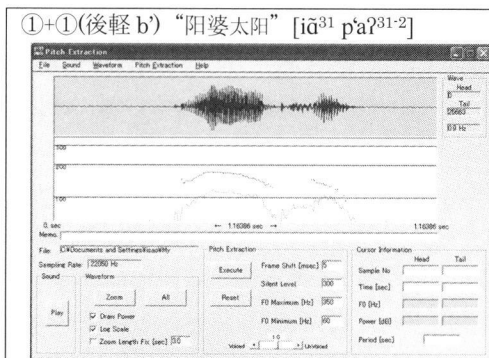 ①+①(後軽 b') “阳婆太阳” [iã³¹ p‘aʔ³¹⁻²]
Pitch Extraction
File Sound Waveform Pitch Extraction Help
Wave
Head
0
Tail
25663
0.9 Hz
300
200
100
0. sec ← 1.16386 sec → 1.16386 sec
Memo.
File C:¥Documents and Settings¥isao¥My
Sampling Rate 22050 Hz
Sound
Play
Waveform
Zoom All
Draw Power
Log Scale
Zoom Length Fix. [sec] 3.0
Pitch Extraction
Execute Frame Shift [msec] 5
Silent Level 300
Reset F0 Maximum [Hz] 350
F0 Minimum [Hz] 60
1.0
Voiced UnVoiced
Cursor Information
Head Tail
Sample No
Time [sec]
F0 [Hz]
Power [dB]
Period [sec]